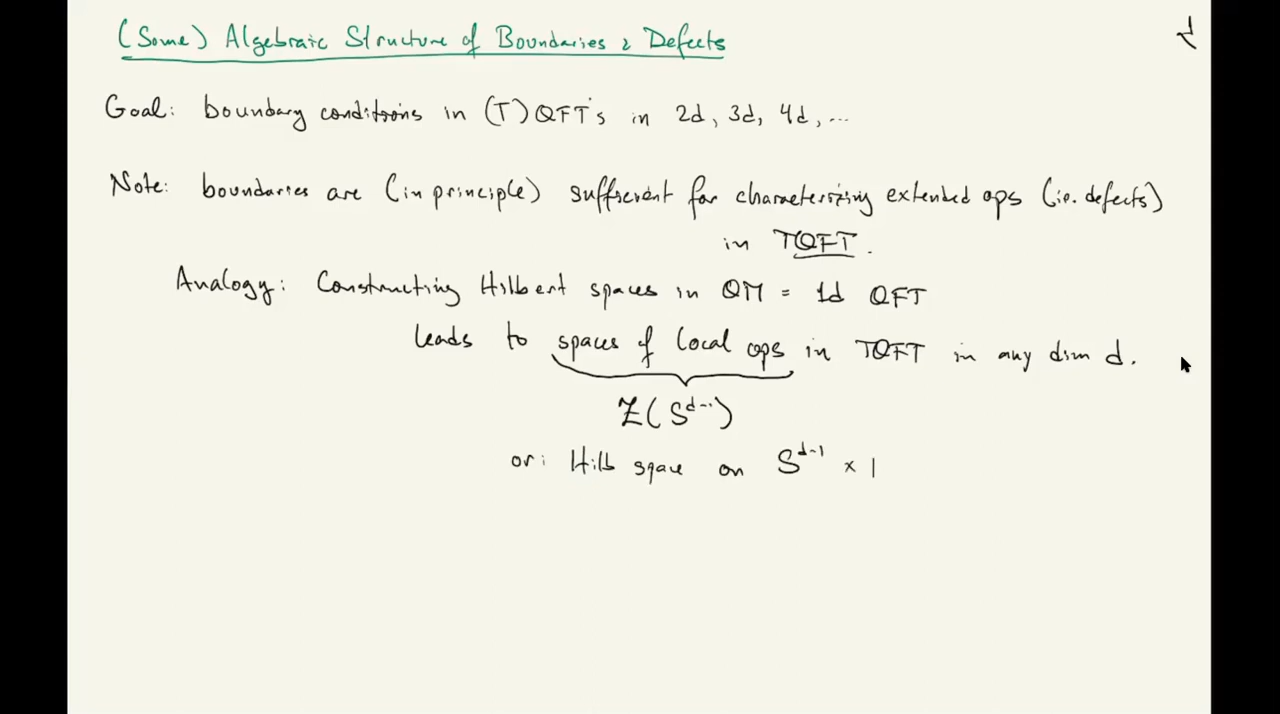 (Some) Algebraic Structure of Boundaries & Defects
Goal: boundary conditions in (T)QFT's in 2d, 3d, 4d, ...
Note: boundaries are (in principle) sufficient for characterizing extended ops (i.e. defects)
in TQFT.
Analogy: Constructing Hilbert spaces in QM = 1d QFT
leads to spaces of local ops in TQFT in any dim d.
Z(S^{d-1})
or: Hilb space on S^{d-1} × |